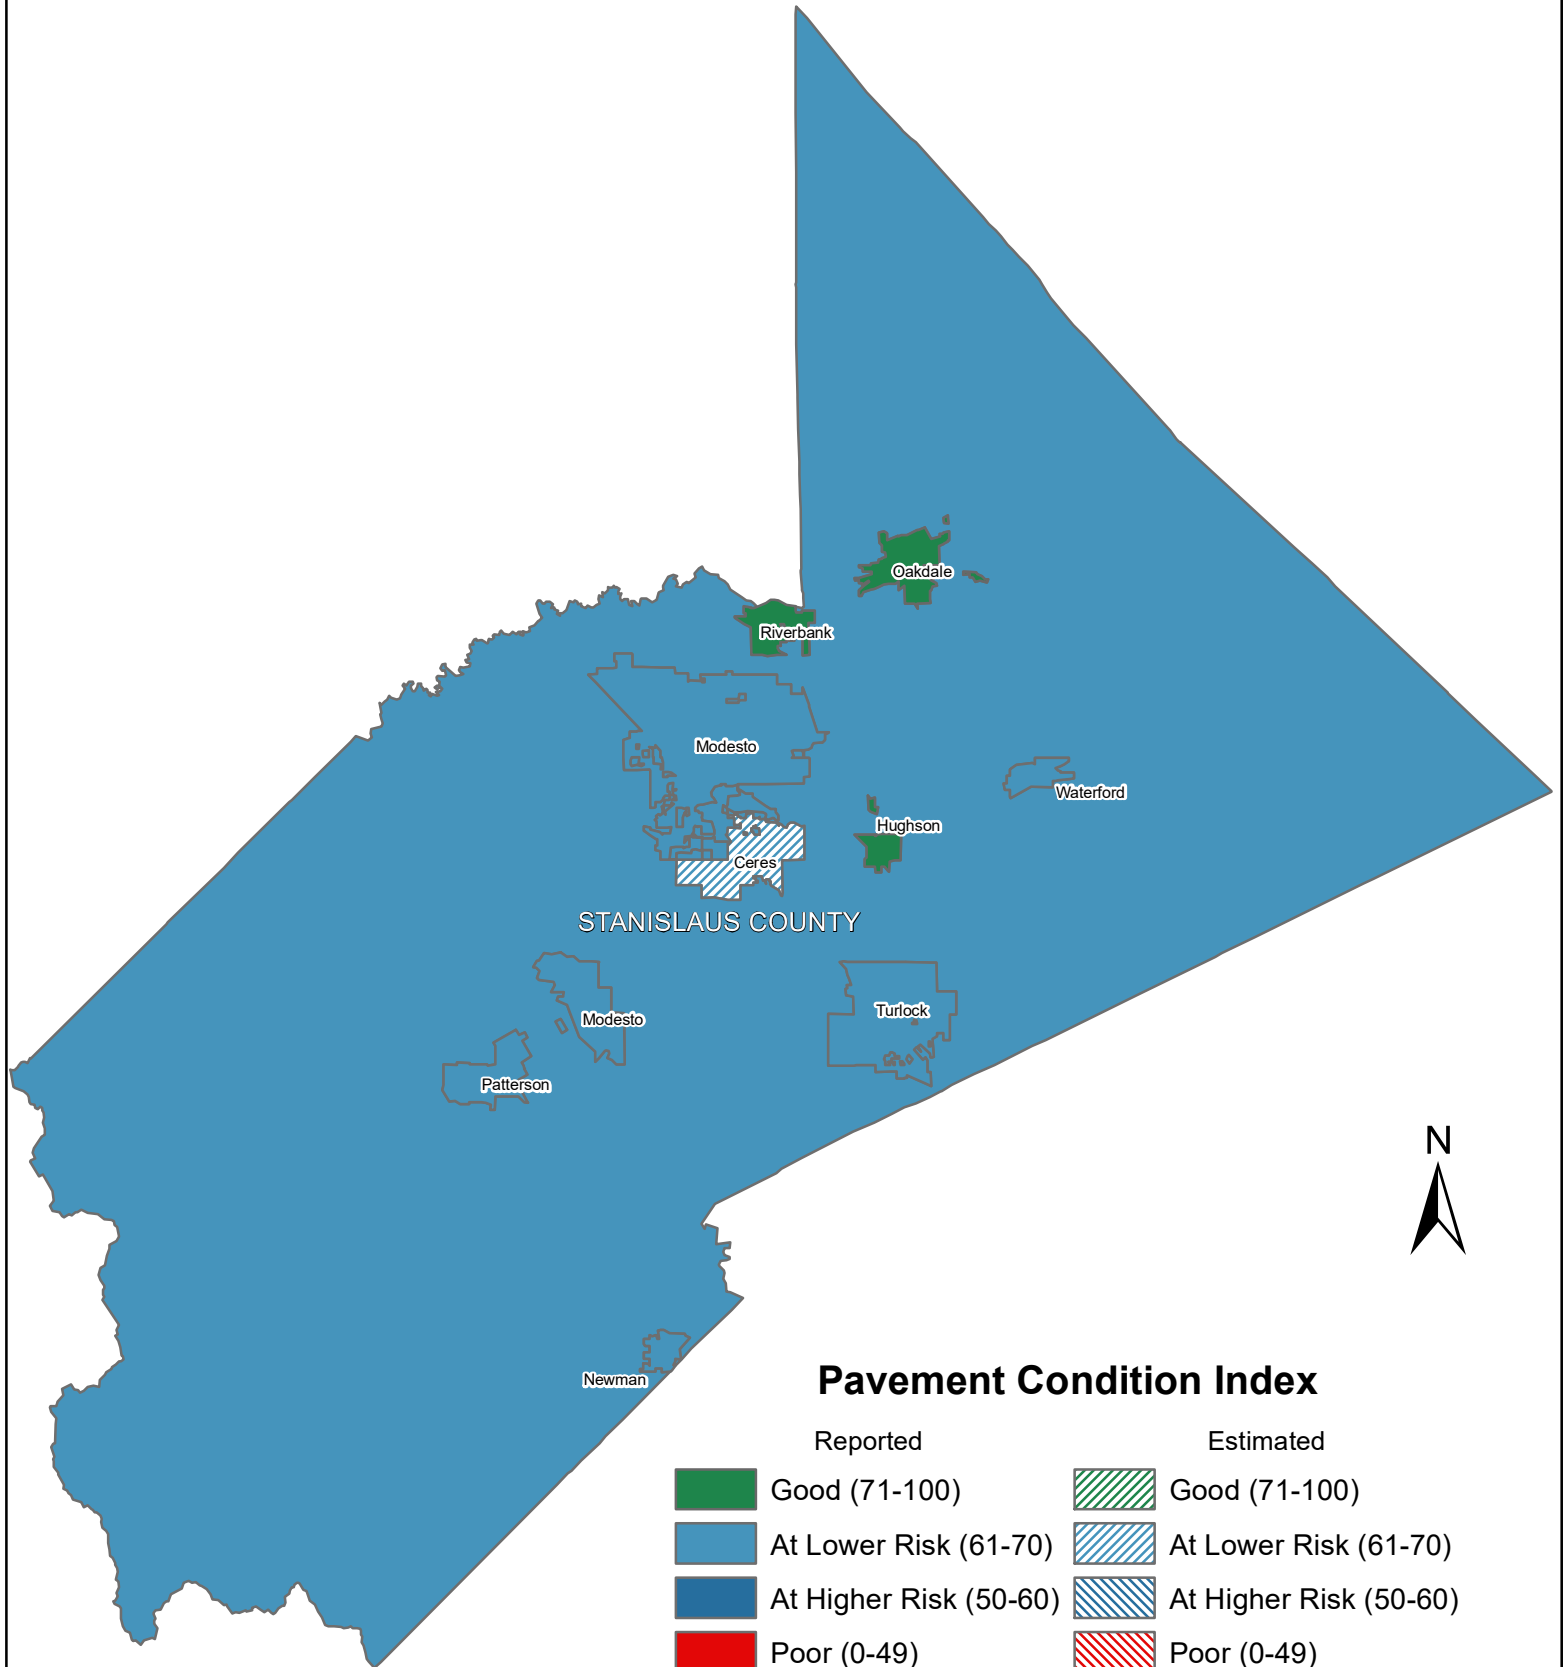 Oakdale
Riverbank
Modesto
Waterford
Hughson
Ceres
STANISLAUS COUNTY
Turlock
Modesto
Patterson
N
Newman
Pavement Condition Index
Reported Estimated
Good (71-100) Good (71-100)
At Lower Risk (61-70) At Lower Risk (61-70)
At Higher Risk (50-60) At Higher Risk (50-60)
Poor (0-49) Poor (0-49)